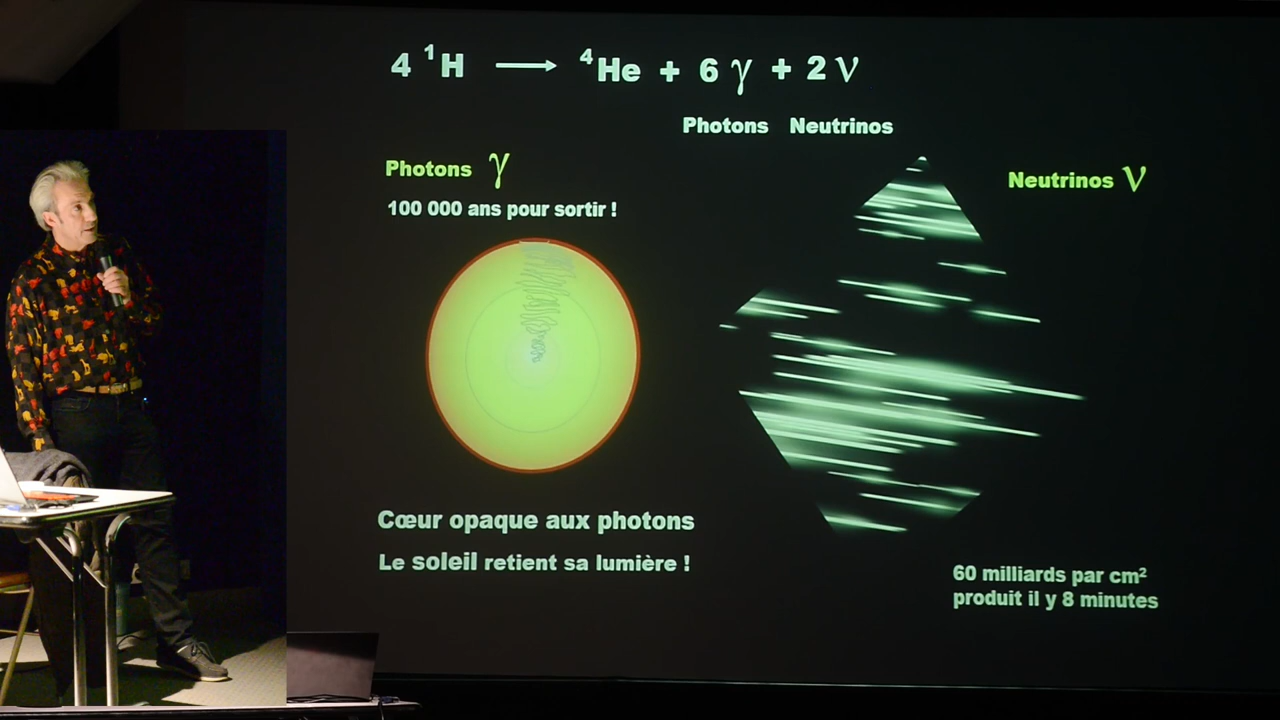 4 ¹H ⟶ ⁴He + 6 γ + 2 ν
Photons Neutrinos
Photons γ
100 000 ans pour sortir !
Neutrinos ν
Cœur opaque aux photons
Le soleil retient sa lumière !
60 milliards par cm²
produit il y 8 minutes